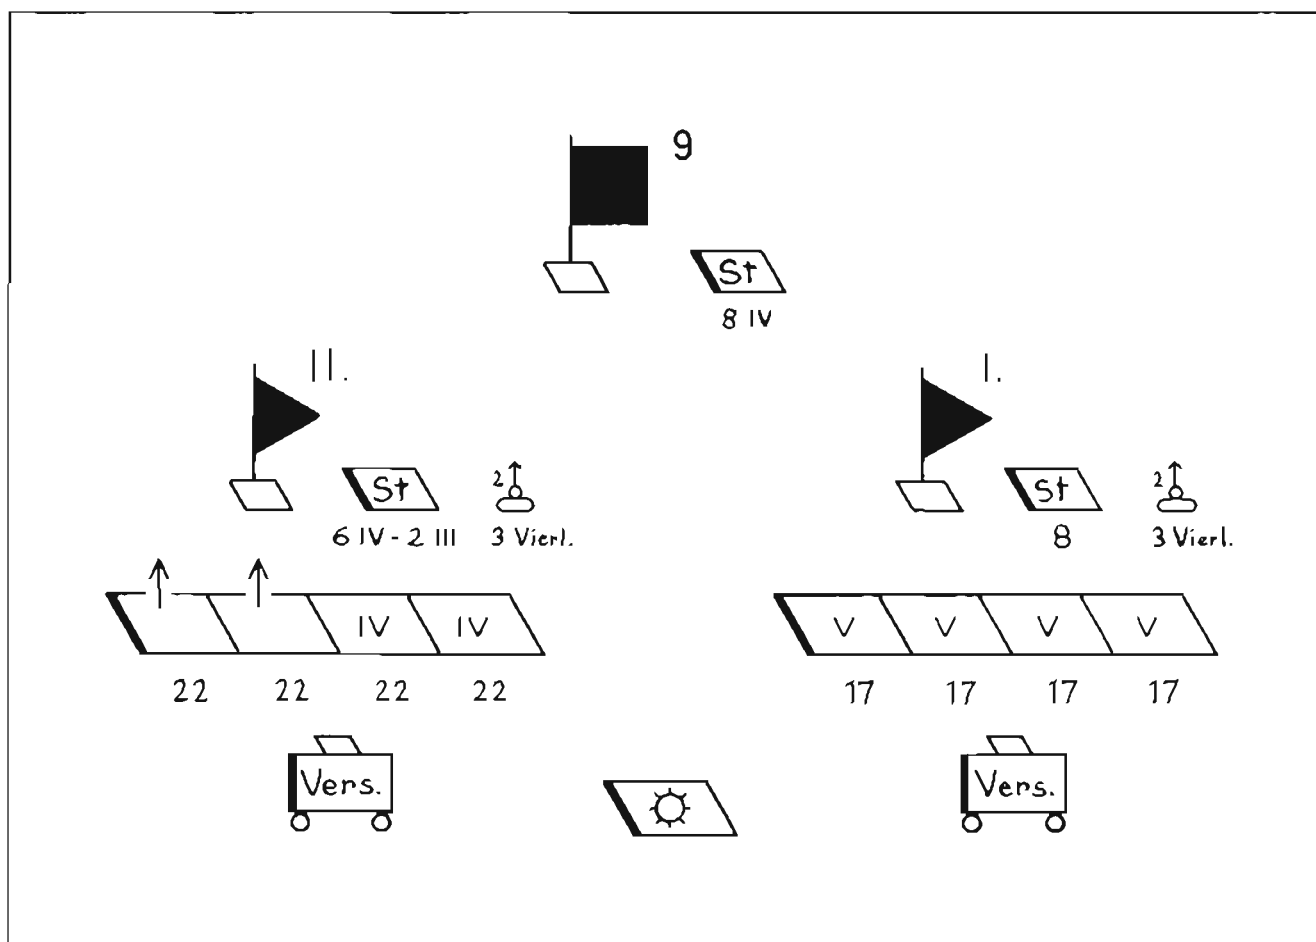 9
St
8 IV
II.
I.
St
2
St
2
6 IV - 2 III
3 Vierl.
8
3 Vierl.
IV IV
V V V V
22 22 22 22
17 17 17 17
Vers.
Vers.